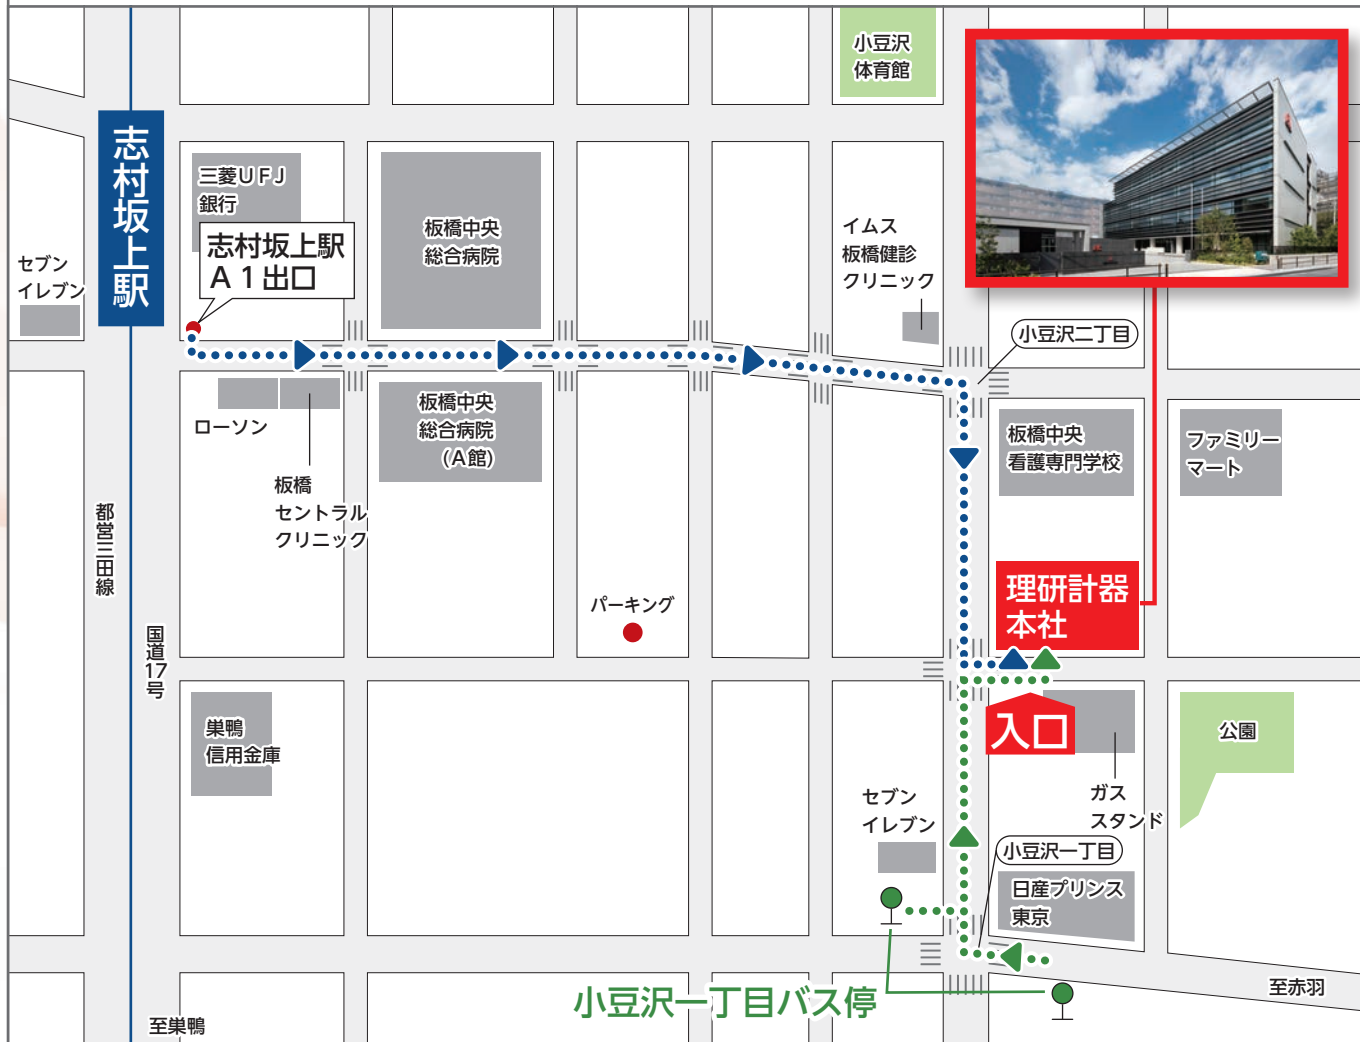 小豆沢
体育館
志村坂上駅
三菱UFJ
銀行
志村坂上駅
A1出口
板橋中央
総合病院
イムス
板橋健診
クリニック
セブン
イレブン
小豆沢二丁目
ローソン
板橋中央
総合病院
(A館)
板橋中央
看護専門学校
ファミリー
マート
板橋
セントラル
クリニック
都営三田線
理研計器
本社
パーキング
国道17号
入口
巣鴨
信用金庫
公園
ガス
スタンド
セブン
イレブン
小豆沢一丁目
日産プリンス
東京
小豆沢一丁目バス停
至赤羽
至巣鴨